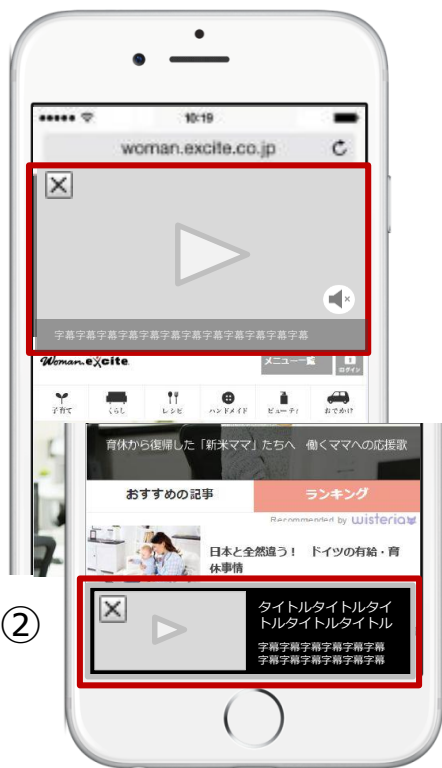 10:19
woman.excite.co.jp
字幕字幕字幕字幕字幕字幕字幕字幕字幕
Woman.excite
メニュー一覧
ログイン
子育て
くらし
レシピ
ハンドメイド
ビューティ
おでかけ
育休から復帰した「新米ママ」たちへ 働くママへの応援歌
おすすめの記事
ランキング
Recommended by wisteria
日本と全然違う! ドイツの有給・育
休事情
②
タイトルタイトルタイ
トルタイトルタイトル
字幕字幕字幕字幕字幕
字幕字幕字幕字幕字幕